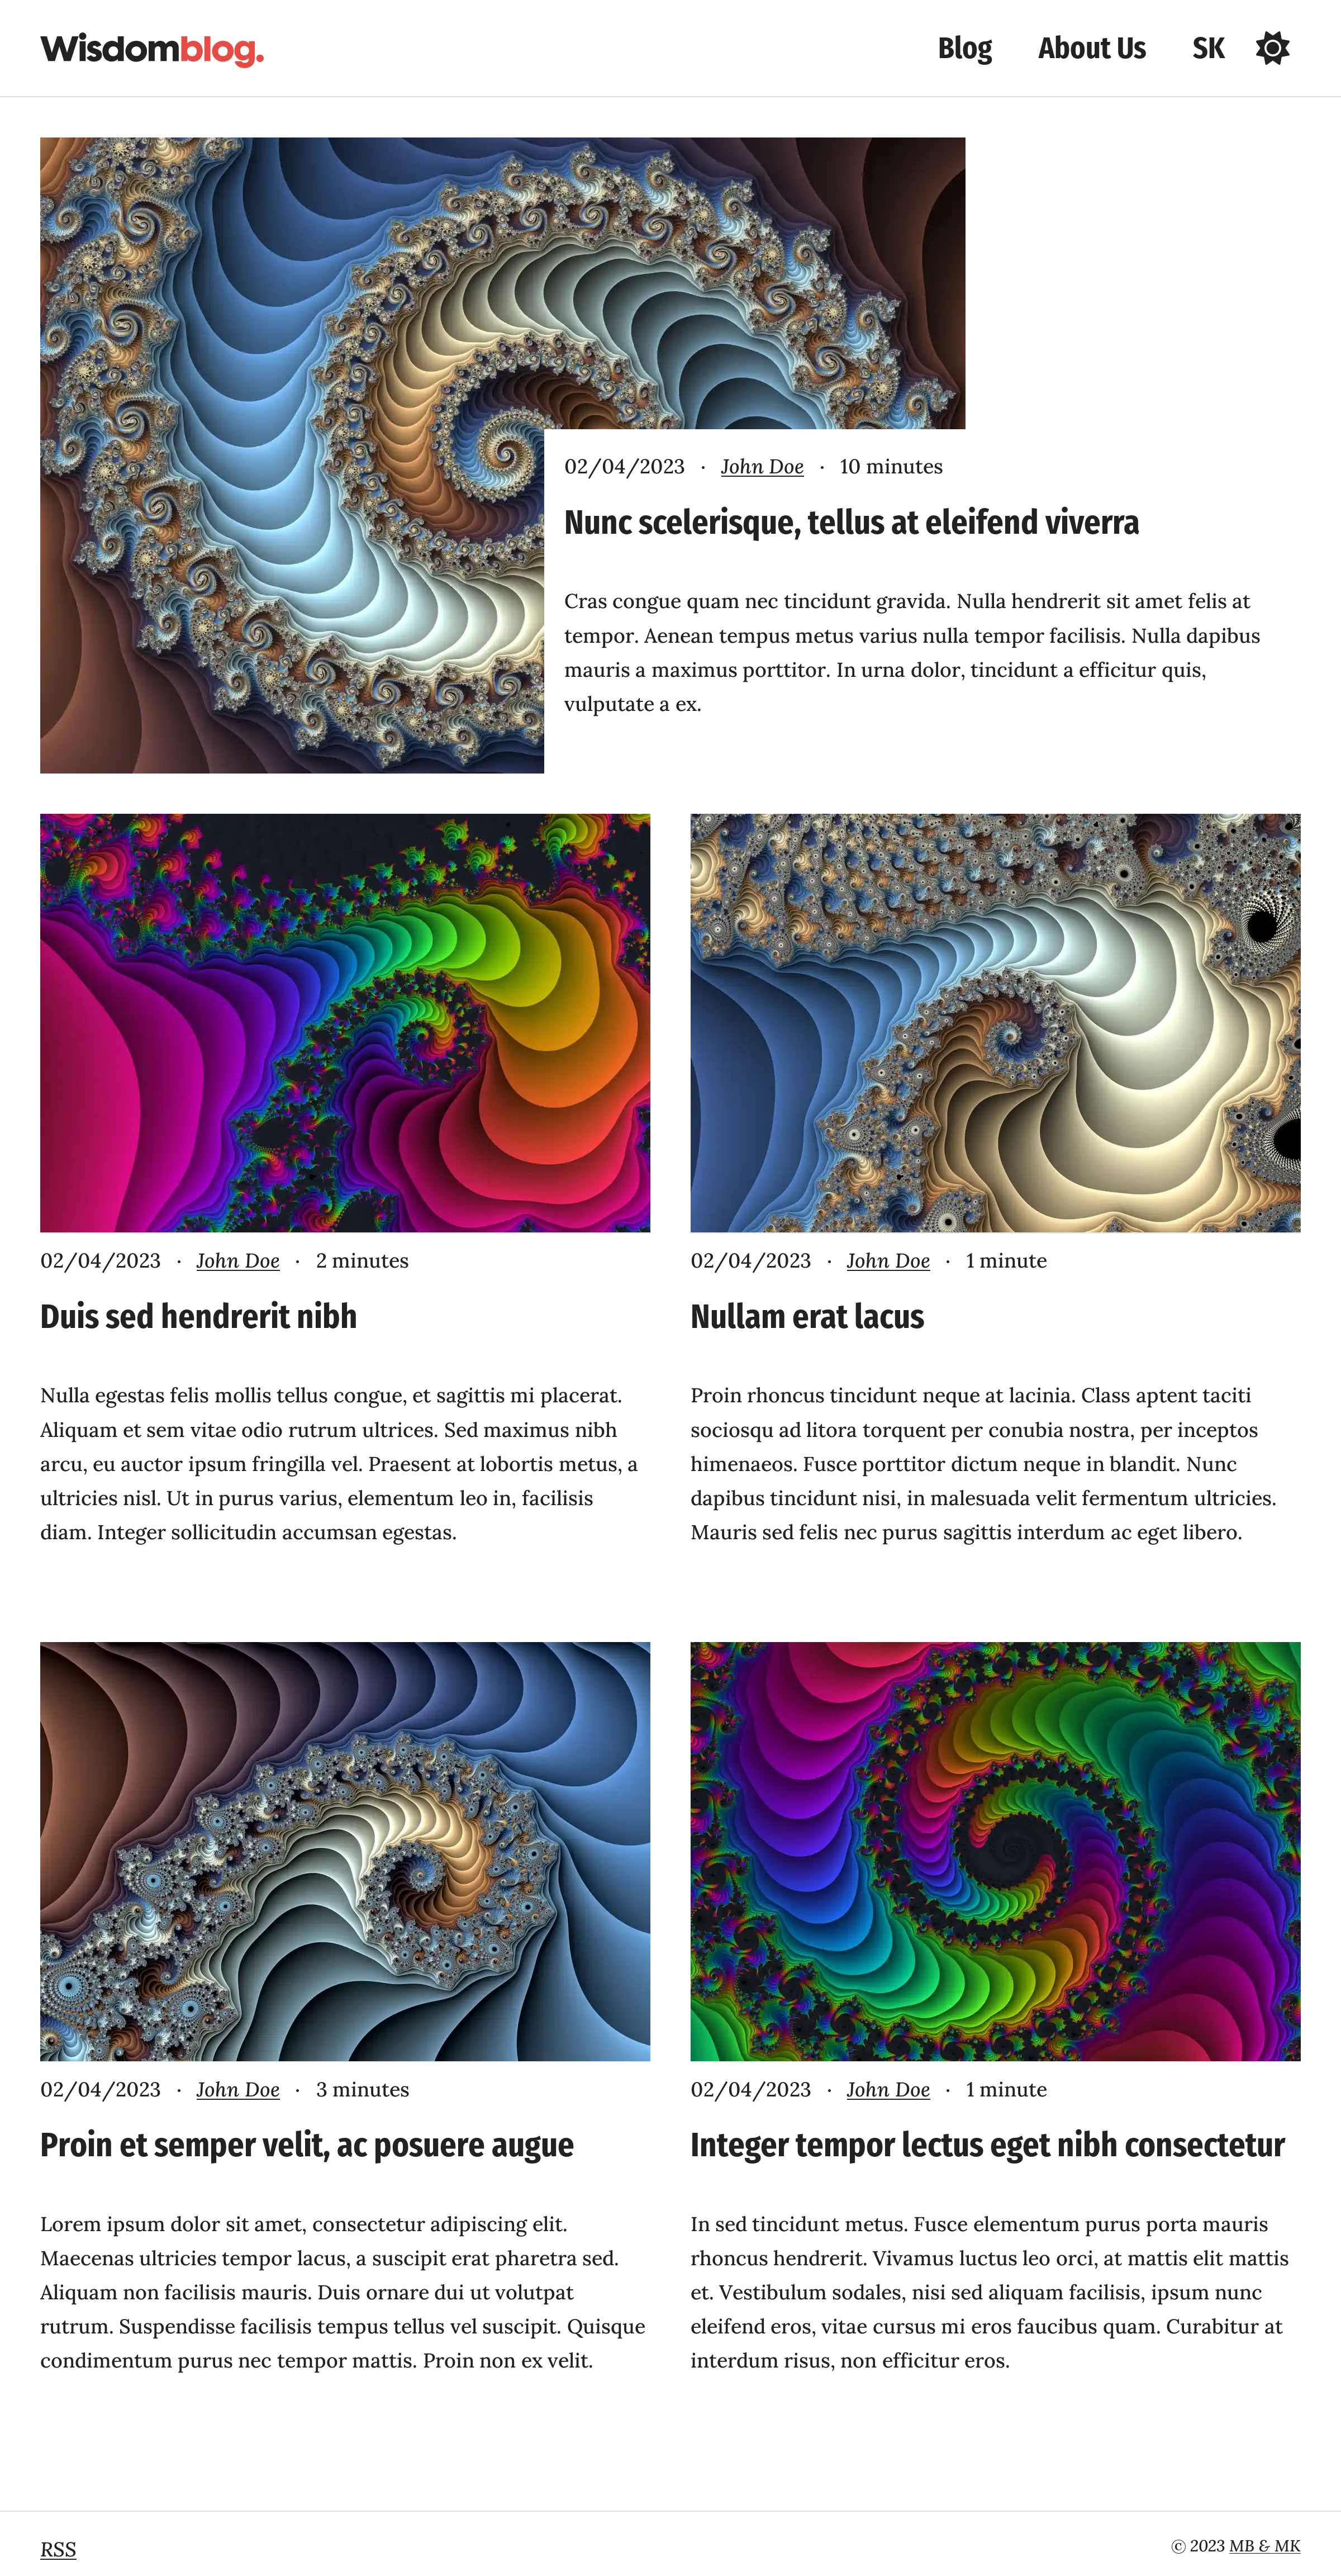 Wisdomblog.
Blog About Us SK
02/04/2023 · John Doe · 10 minutes
Nunc scelerisque, tellus at eleifend viverra
Cras congue quam nec tincidunt gravida. Nulla hendrerit sit amet felis at
tempor. Aenean tempus metus varius nulla tempor facilisis. Nulla dapibus
mauris a maximus porttitor. In urna dolor, tincidunt a efficitur quis,
vulputate a ex.
02/04/2023 · John Doe · 2 minutes
Duis sed hendrerit nibh
Nulla egestas felis mollis tellus congue, et sagittis mi placerat.
Aliquam et sem vitae odio rutrum ultrices. Sed maximus nibh
arcu, eu auctor ipsum fringilla vel. Praesent at lobortis metus, a
ultricies nisl. Ut in purus varius, elementum leo in, facilisis
diam. Integer sollicitudin accumsan egestas.
02/04/2023 · John Doe · 1 minute
Nullam erat lacus
Proin rhoncus tincidunt neque at lacinia. Class aptent taciti
sociosqu ad litora torquent per conubia nostra, per inceptos
himenaeos. Fusce porttitor dictum neque in blandit. Nunc
dapibus tincidunt nisi, in malesuada velit fermentum ultricies.
Mauris sed felis nec purus sagittis interdum ac eget libero.
02/04/2023 · John Doe · 3 minutes
Proin et semper velit, ac posuere augue
Lorem ipsum dolor sit amet, consectetur adipiscing elit.
Maecenas ultricies tempor lacus, a suscipit erat pharetra sed.
Aliquam non facilisis mauris. Duis ornare dui ut volutpat
rutrum. Suspendisse facilisis tempus tellus vel suscipit. Quisque
condimentum purus nec tempor mattis. Proin non ex velit.
02/04/2023 · John Doe · 1 minute
Integer tempor lectus eget nibh consectetur
In sed tincidunt metus. Fusce elementum purus porta mauris
rhoncus hendrerit. Vivamus luctus leo orci, at mattis elit mattis
et. Vestibulum sodales, nisi sed aliquam facilisis, ipsum nunc
eleifend eros, vitae cursus mi eros faucibus quam. Curabitur at
interdum risus, non efficitur eros.
RSS
© 2023 MB & MK